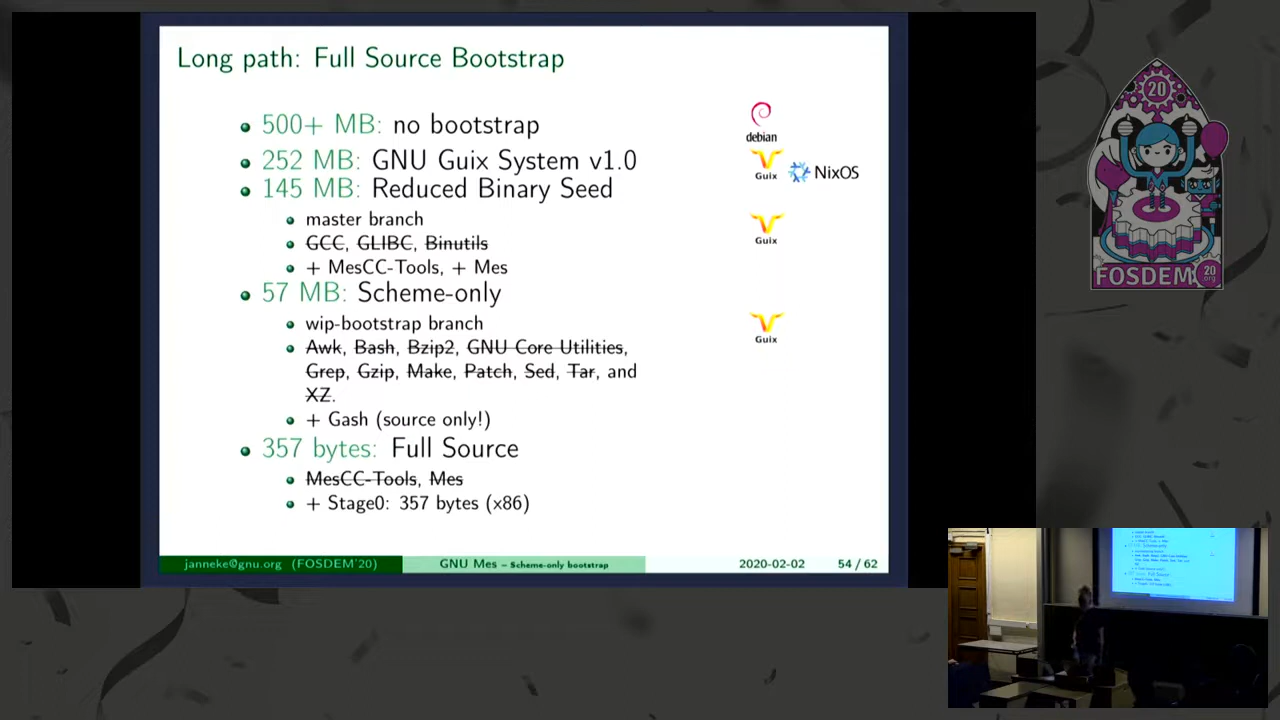 Long path: Full Source Bootstrap
500+ MB: no bootstrap
debian
252 MB: GNU Guix System v1.0
Guix
NixOS
145 MB: Reduced Binary Seed
master branch
Guix
GCC, GLIBC, Binutils
+ MesCC-Tools, + Mes
57 MB: Scheme-only
wip-bootstrap branch
Guix
Awk, Bash, Bzip2, GNU Core Utilities,
Grep, Gzip, Make, Patch, Sed, Tar, and
XZ.
+ Gash (source only!)
357 bytes: Full Source
MesCC-Tools, Mes
+ Stage0: 357 bytes (x86)
janneke@gnu.org (FOSDEM'20)
GNU Mes – Scheme-only bootstrap
2020-02-02
54 / 62
20
FOSDEM
20
.org